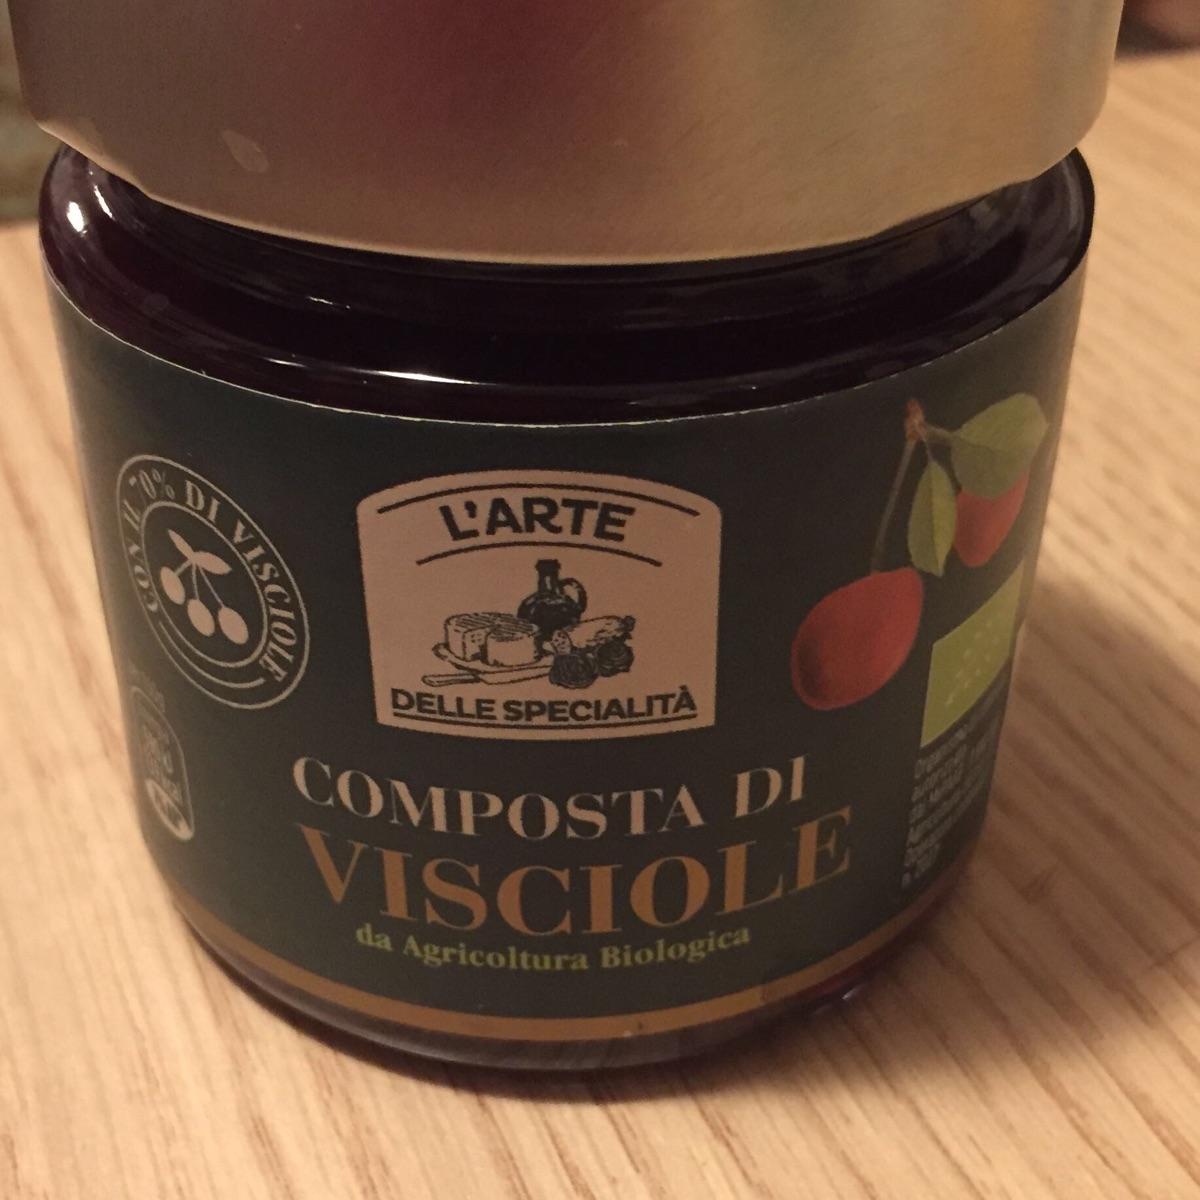 CON IL 70% DI VISCIOLE
L'ARTE
DELLE SPECIALITÀ
COMPOSTA DI
VISCIOLE
da Agricoltura Biologica